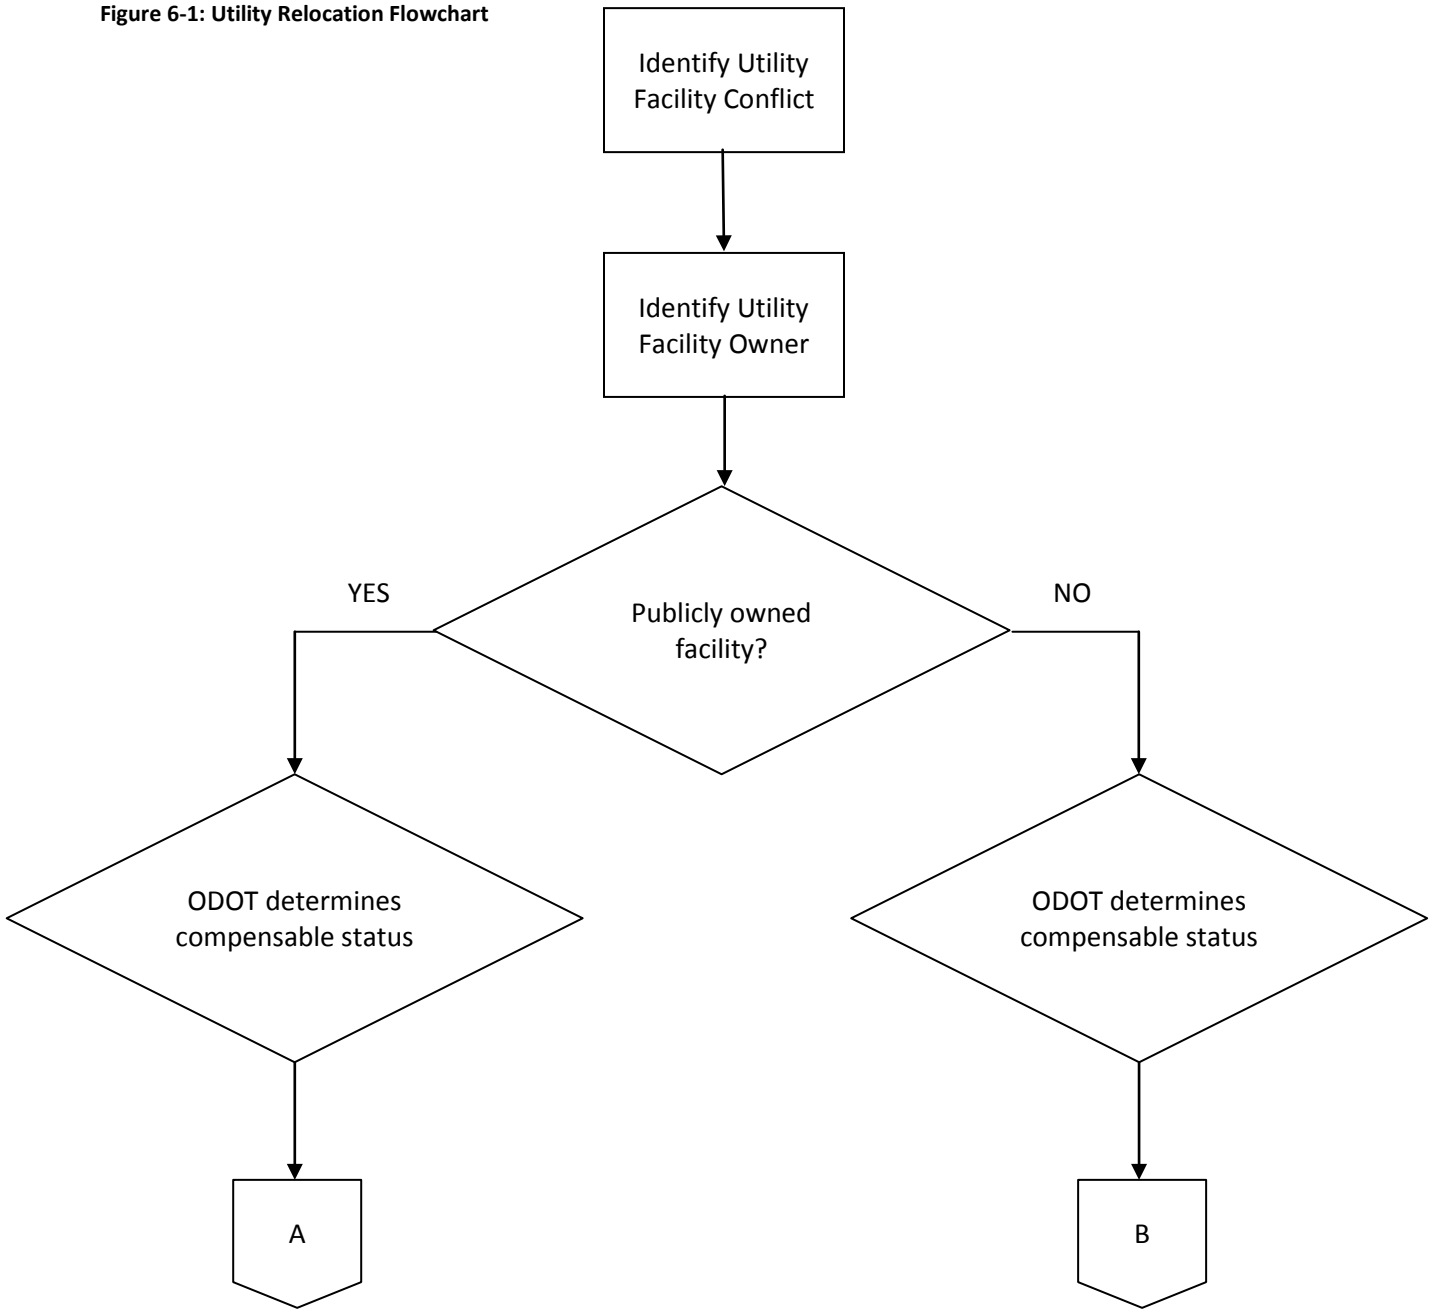 Figure 6-1: Utility Relocation Flowchart
Identify Utility
Facility Conflict
Identify Utility
Facility Owner
YES
NO
Publicly owned
facility?
ODOT determines
compensable status
ODOT determines
compensable status
A
B